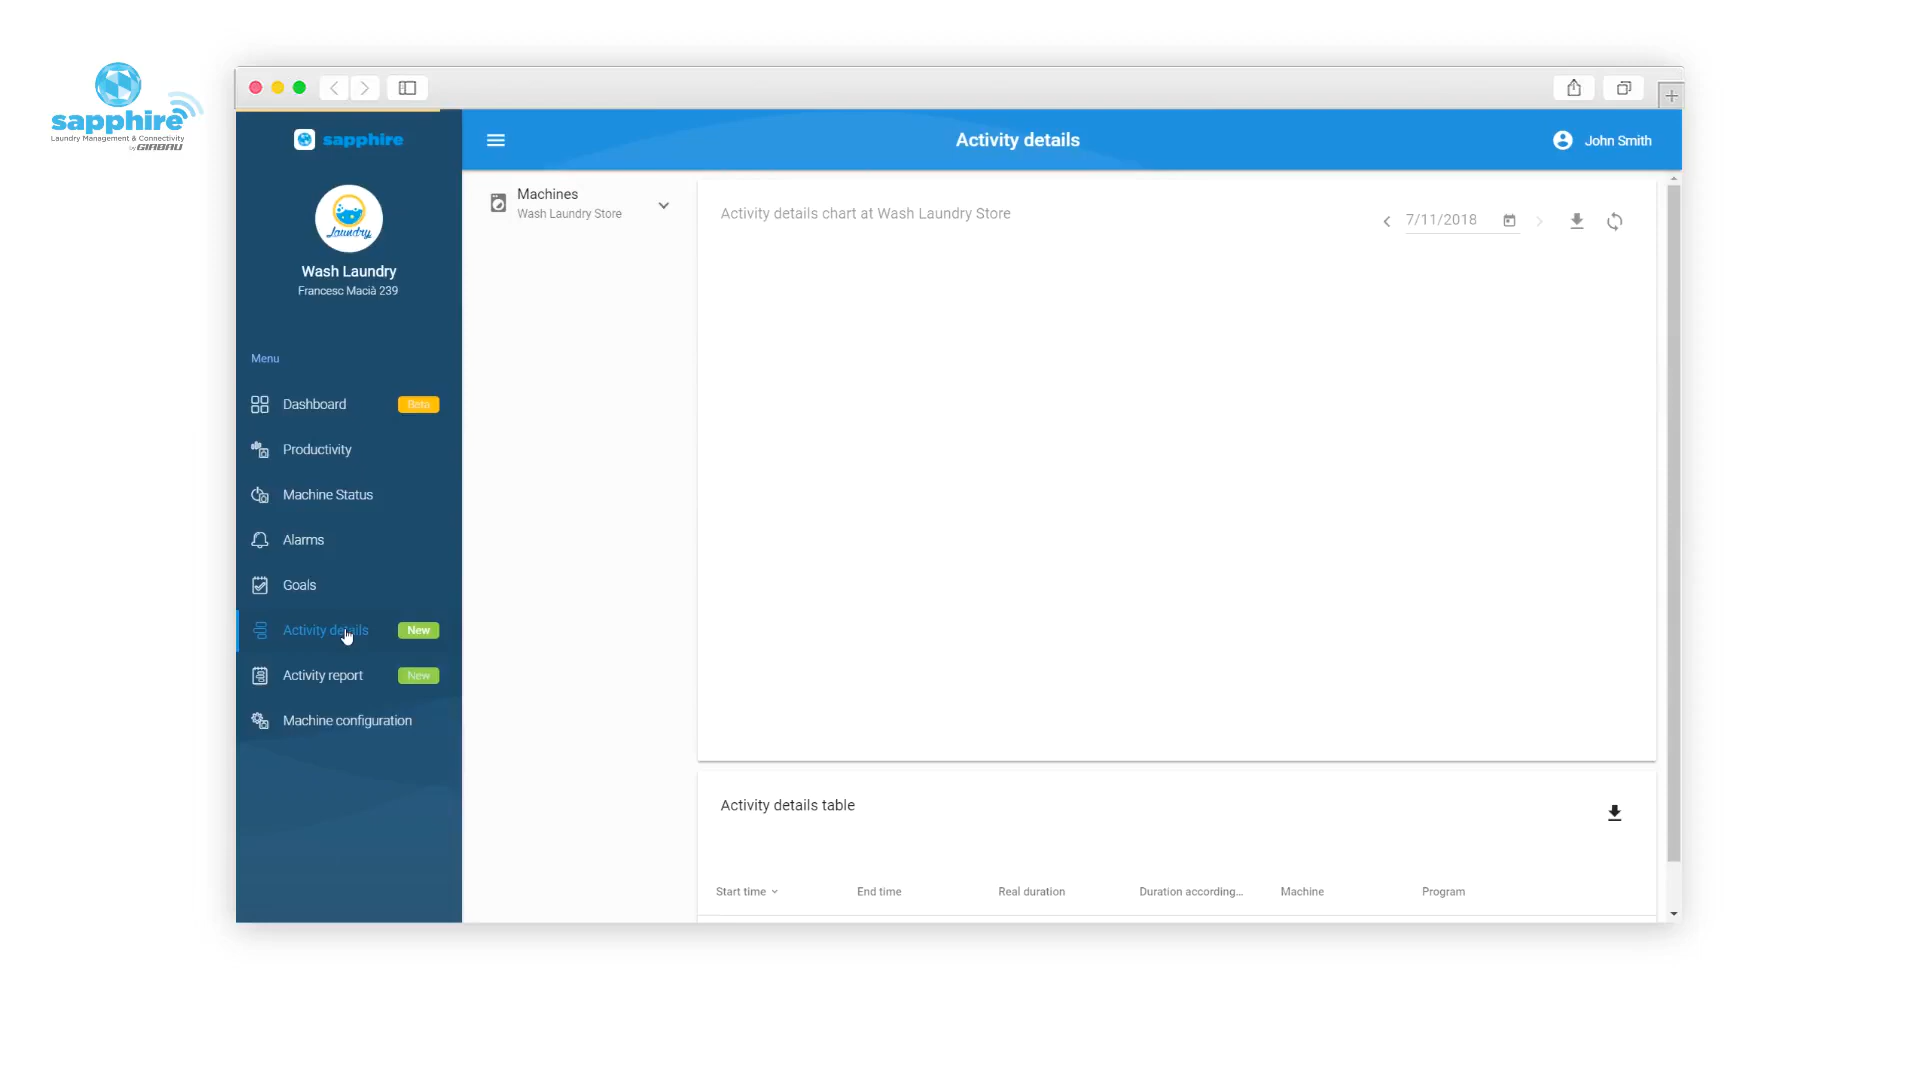 sapphire
Laundry Management & Connectivity
by GIRBAU
sapphire
Activity details
John Smith
Laundry
Wash Laundry
Francesc Macià 239
Menu
Dashboard
Beta
Productivity
Machine Status
Alarms
Goals
Activity details
New
Activity report
New
Machine configuration
Machines
Wash Laundry Store
Activity details chart at Wash Laundry Store
7/11/2018
Activity details table
Start time
End time
Real duration
Duration according...
Machine
Program